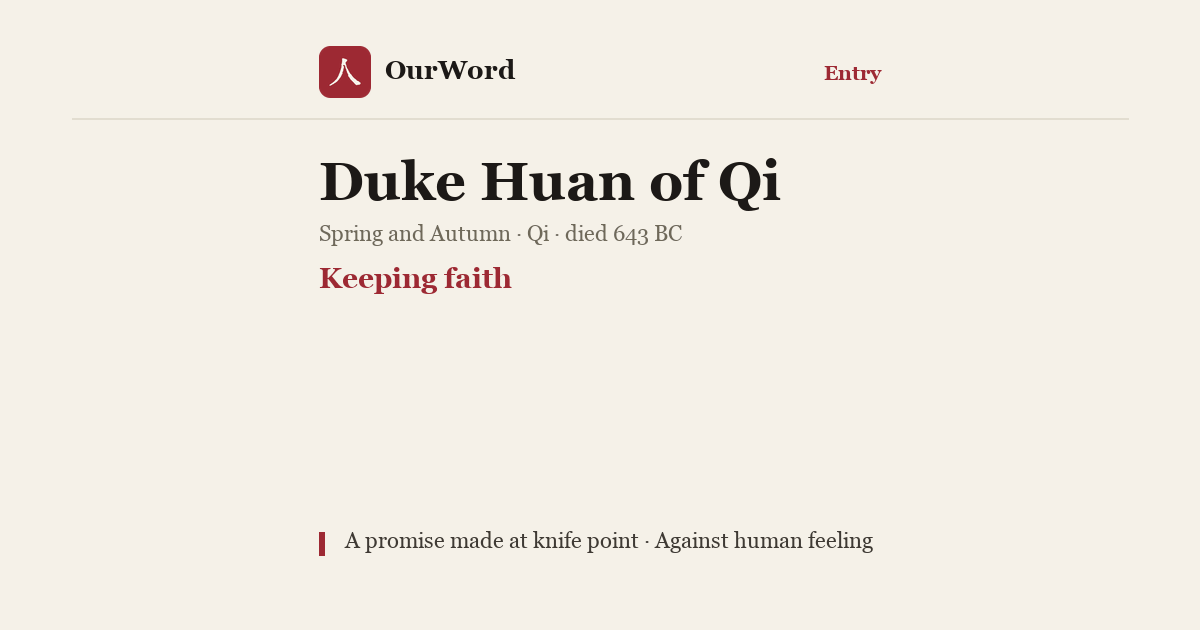 人 OurWord
Entry
Duke Huan of Qi
Spring and Autumn · Qi · died 643 BC
Keeping faith
A promise made at knife point · Against human feeling